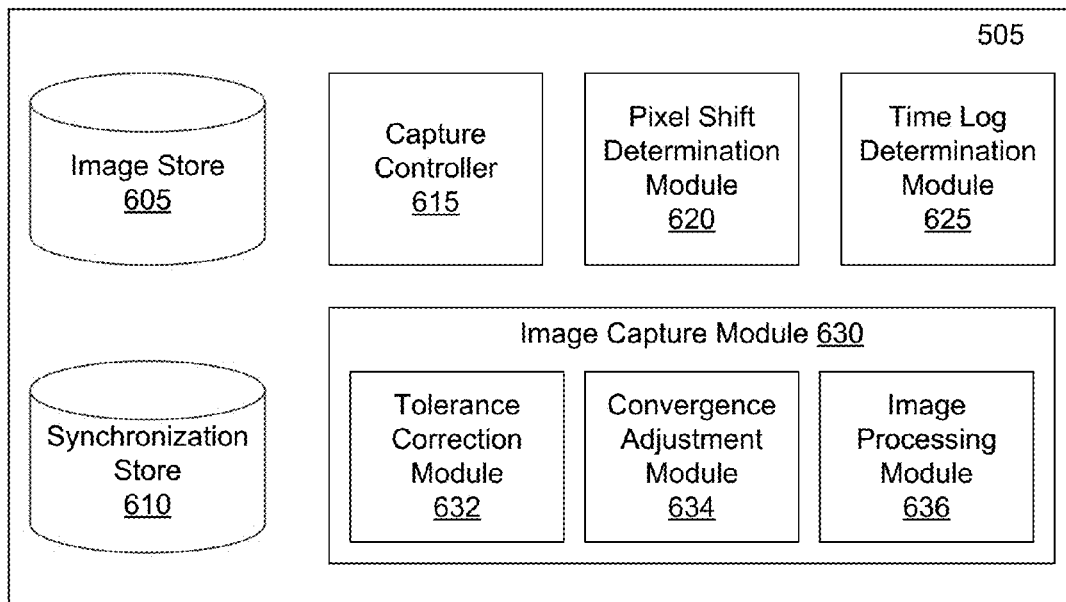 505
Image Store
605
Capture
Controller
615
Pixel Shift
Determination
Module
620
Time Log
Determination
Module
625
Synchronization
Store
610
Image Capture Module 630
Tolerance
Correction
Module
632
Convergence
Adjustment
Module
634
Image
Processing
Module
636